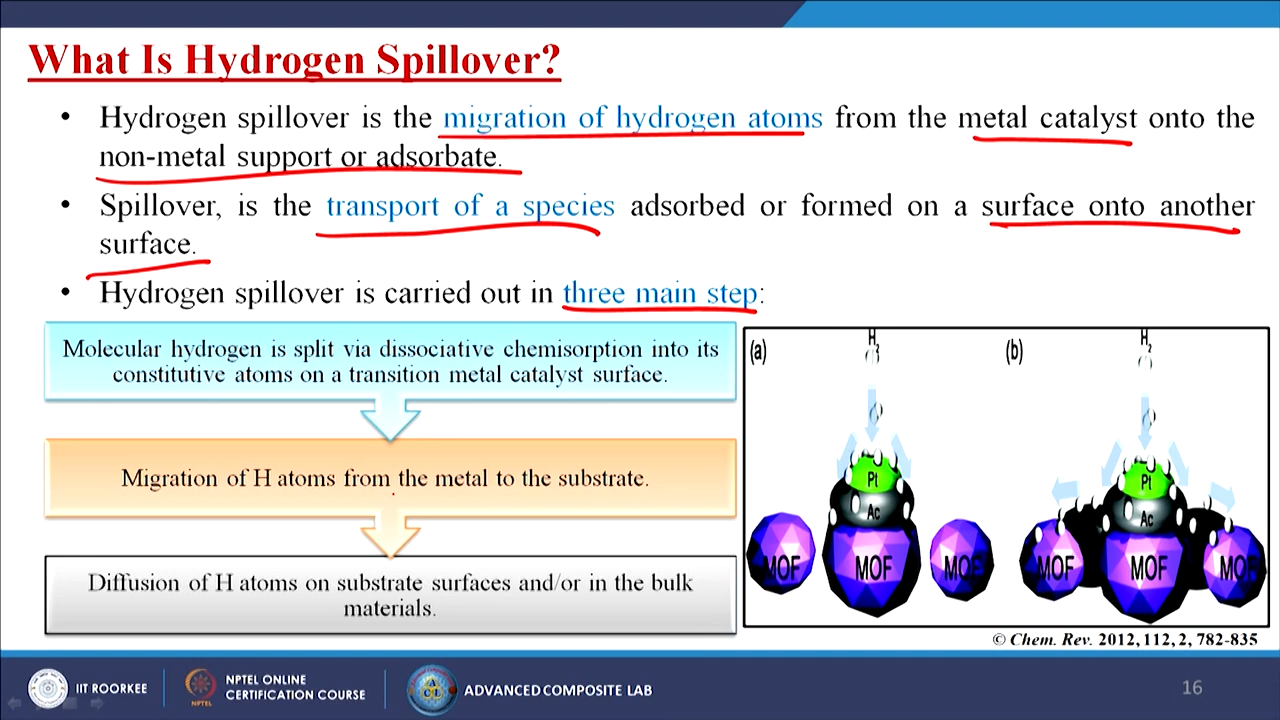 What Is Hydrogen Spillover?
• Hydrogen spillover is the migration of hydrogen atoms from the metal catalyst onto the
non-metal support or adsorbate.
• Spillover, is the transport of a species adsorbed or formed on a surface onto another
surface.
• Hydrogen spillover is carried out in three main step:
Molecular hydrogen is split via dissociative chemisorption into its
constitutive atoms on a transition metal catalyst surface.
Migration of H atoms from the metal to the substrate.
Diffusion of H atoms on substrate surfaces and/or in the bulk
materials.
(a)
H2
Pt
Ac
MOF
MOF
MOF
(b)
H2
Pt
Ac
MOF
MOF
MOF
© Chem. Rev. 2012, 112, 2, 782-835
IIT ROORKEE
NPTEL ONLINE
CERTIFICATION COURSE
NPTEL
ADVANCED COMPOSITE LAB
16